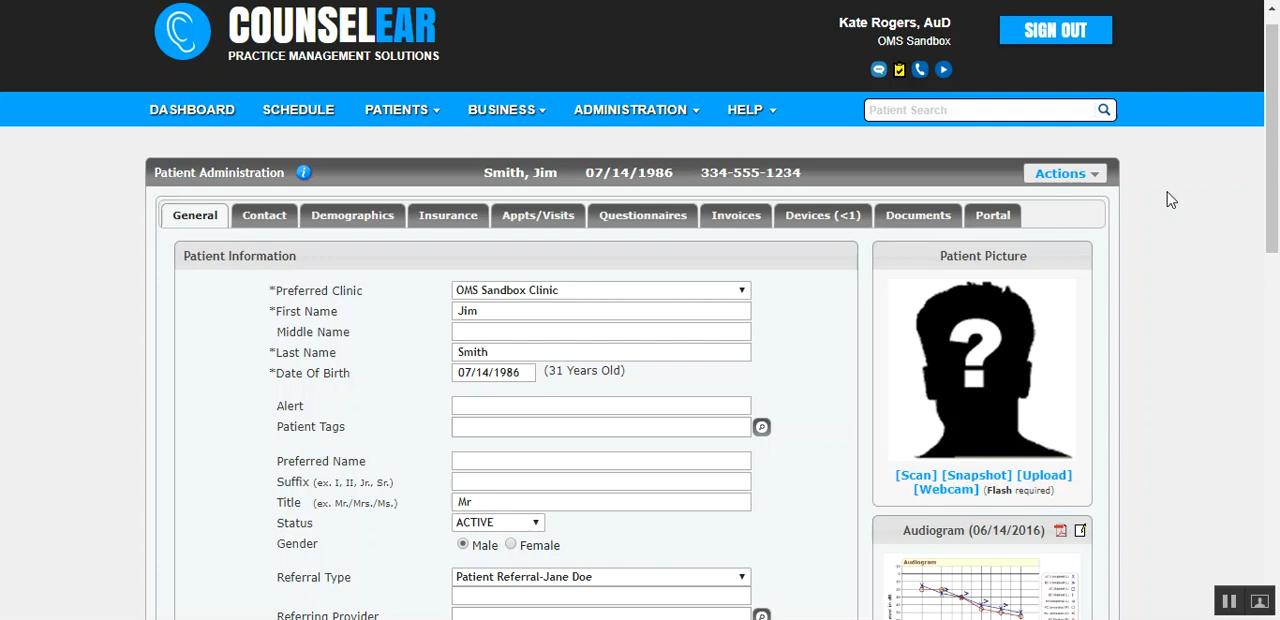 COUNSELEAR
PRACTICE MANAGEMENT SOLUTIONS
Kate Rogers, AuD
OMS Sandbox
SIGN OUT
DASHBOARD SCHEDULE PATIENTS BUSINESS ADMINISTRATION HELP Patient Search
Patient Administration i Smith, Jim 07/14/1986 334-555-1234 Actions
General Contact Demographics Insurance Appts/Visits Questionnaires Invoices Devices (<1) Documents Portal
Patient Information
*Preferred Clinic OMS Sandbox Clinic
*First Name Jim
Middle Name
*Last Name Smith
*Date Of Birth 07/14/1986 (31 Years Old)
Alert
Patient Tags
Preferred Name
Suffix (ex. I, II, Jr., Sr.)
Title (ex. Mr./Mrs./Ms.) Mr
Status ACTIVE
Gender Male Female
Referral Type Patient Referral-Jane Doe
Referring Provider
Patient Picture
?
[Scan] [Snapshot] [Upload]
[Webcam] (Flash required)
Audiogram (06/14/2016)
Audiogram